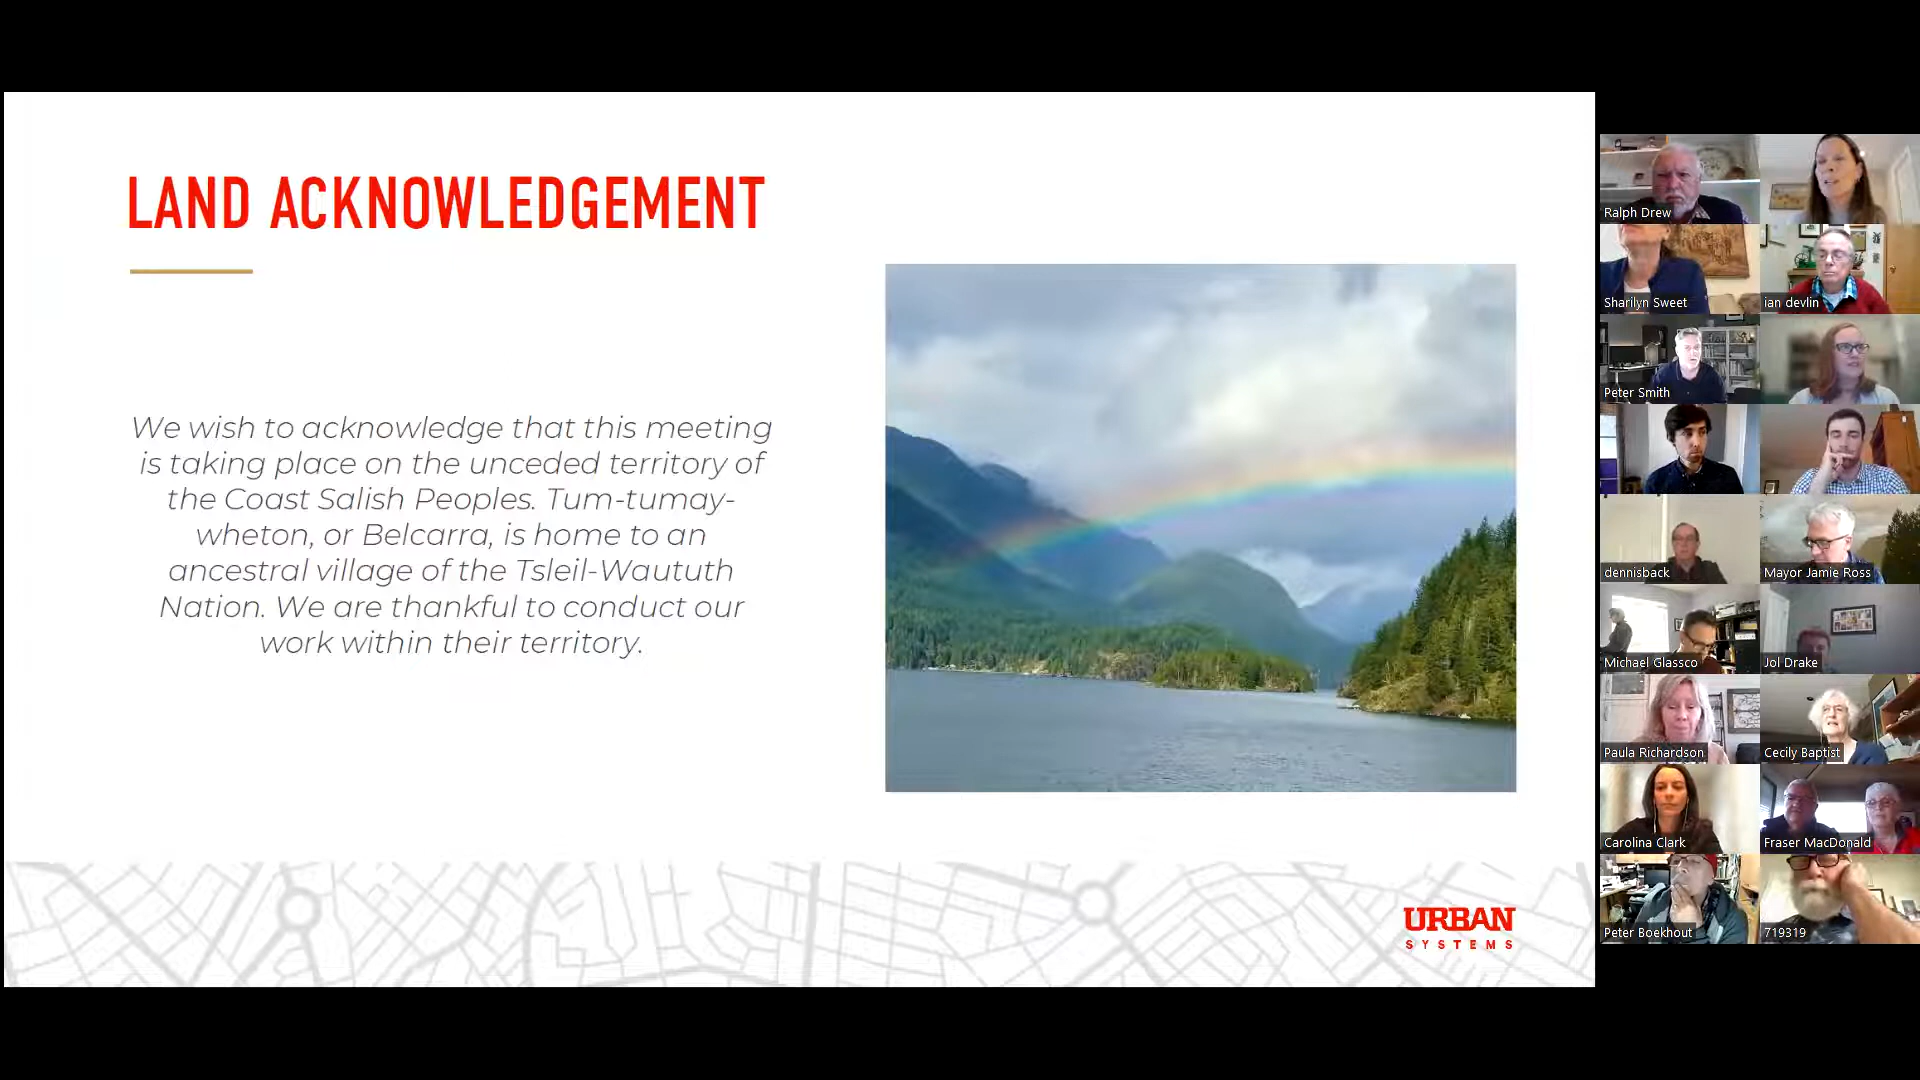 LAND ACKNOWLEDGEMENT
We wish to acknowledge that this meeting
is taking place on the unceded territory of
the Coast Salish Peoples. Tum-tumay-
wheton, or Belcarra, is home to an
ancestral village of the Tsleil-Waututh
Nation. We are thankful to conduct our
work within their territory.
URBAN
SYSTEMS
Ralph Drew
Sharilyn Sweet
ian devlin
Peter Smith
dennisback
Mayor Jamie Ross
Michael Glassco
Jol Drake
Paula Richardson
Cecily Baptist
Carolina Clark
Fraser MacDonald
Peter Boekhout
719319